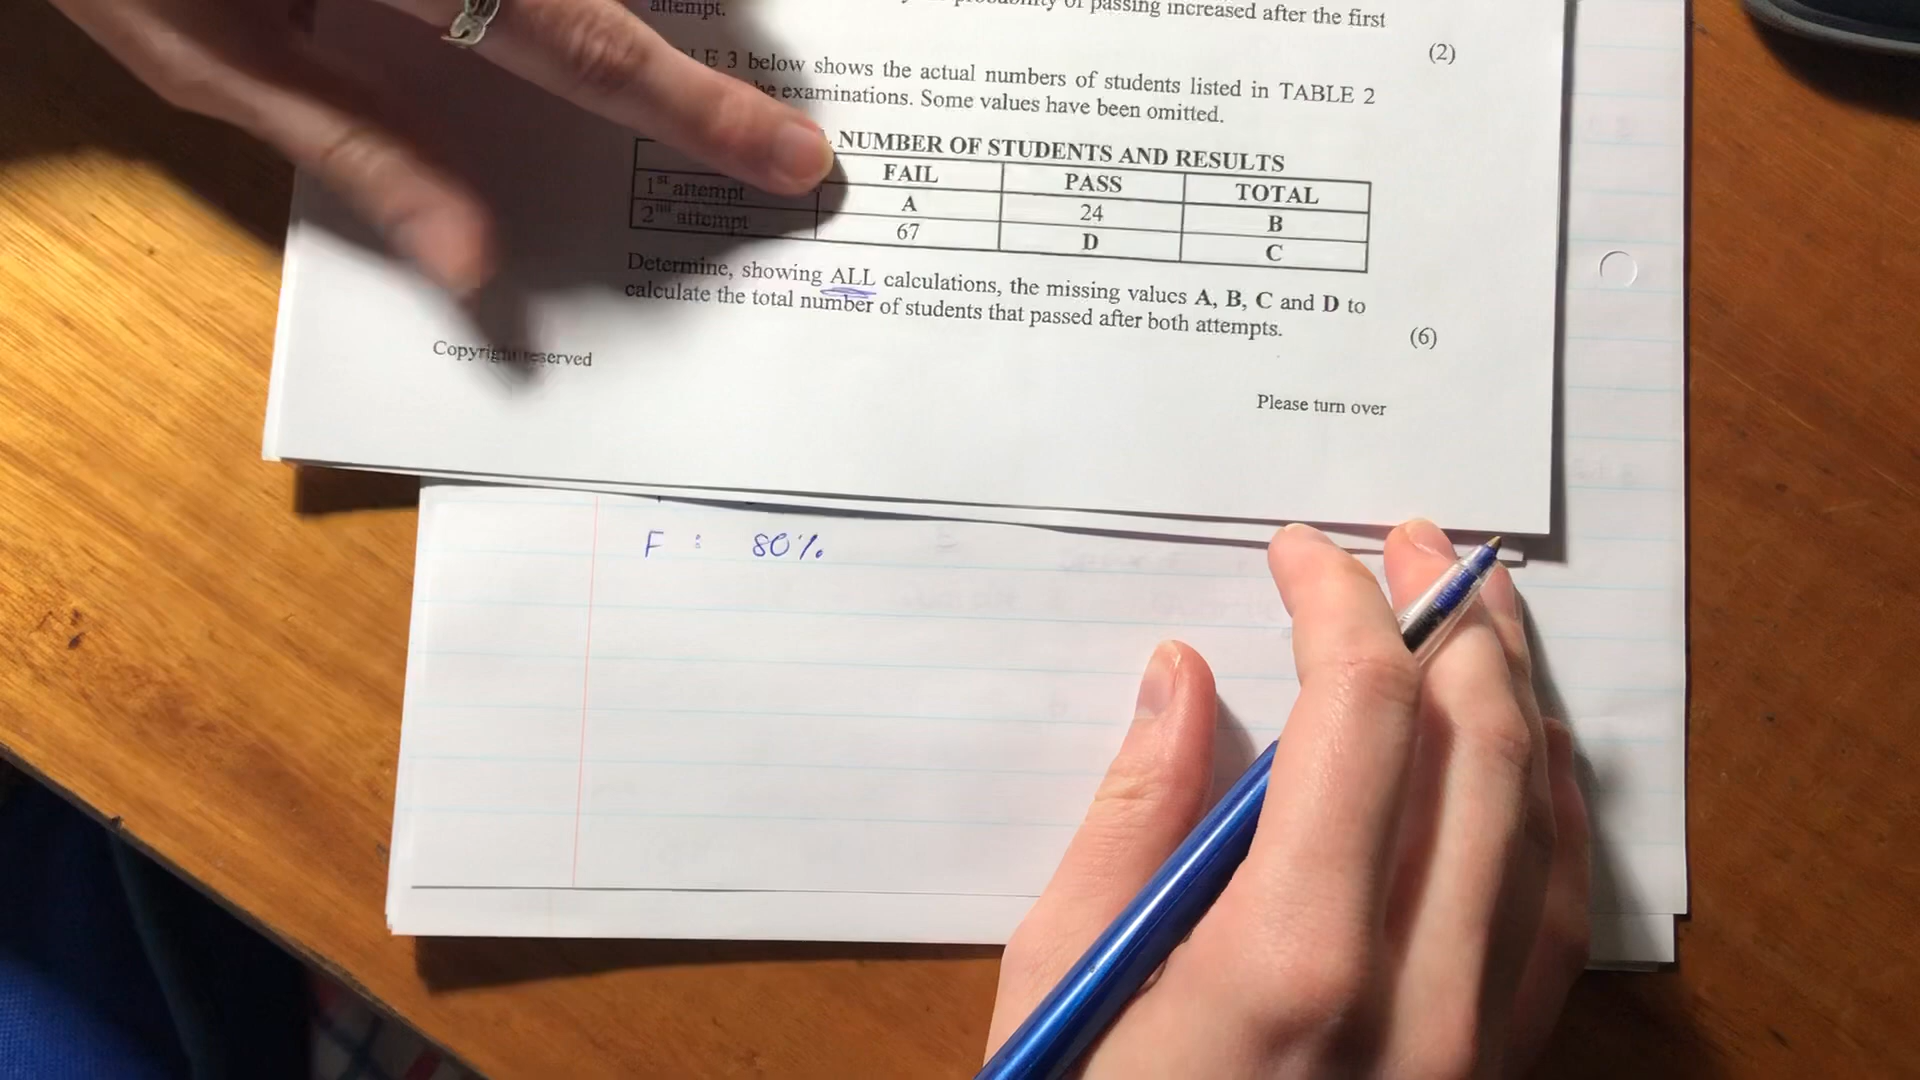 attempt.
of passing increased after the first
(2)
E 3 below shows the actual numbers of students listed in TABLE 2
examinations. Some values have been omitted.
NUMBER OF STUDENTS AND RESULTS
FAIL PASS TOTAL
1st attempt A 24 B
2nd attempt 67 D C
Determine, showing ALL calculations, the missing values A, B, C and D to
calculate the total number of students that passed after both attempts.
(6)
Copyright reserved
Please turn over
F : 80%